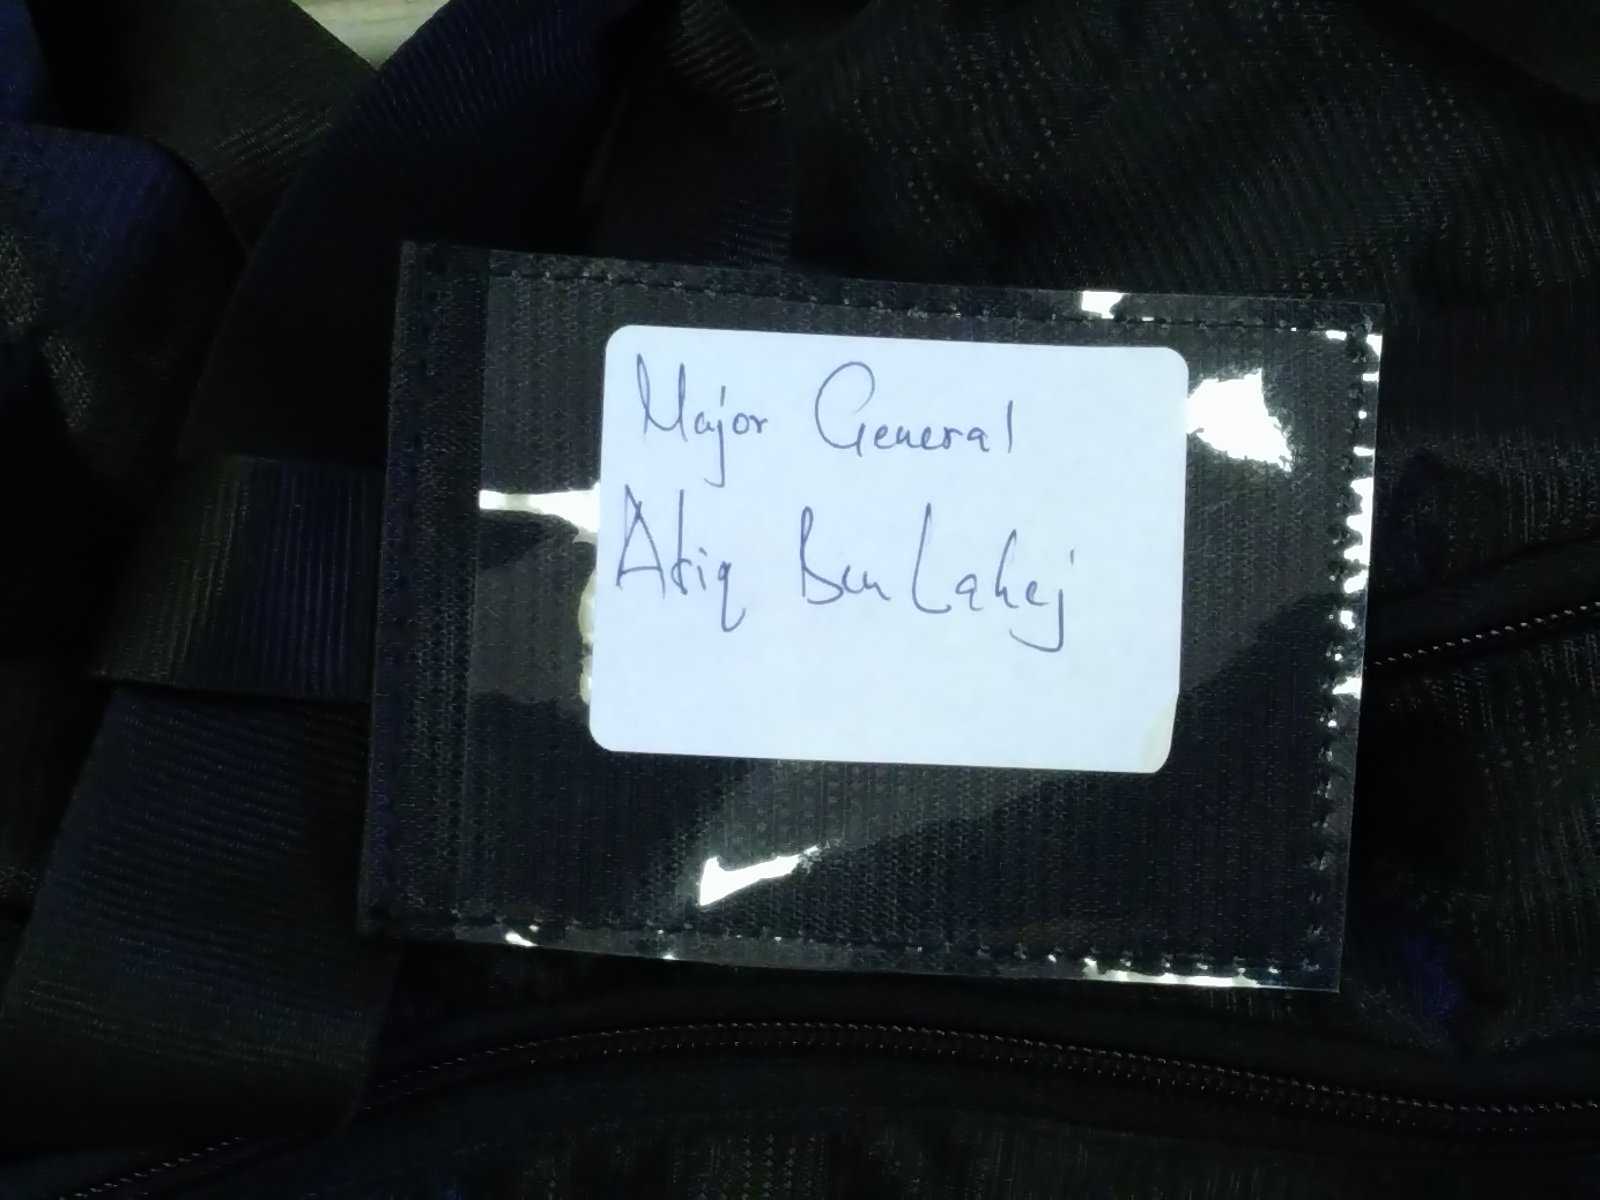 Major General
Atiq Ben Lahej